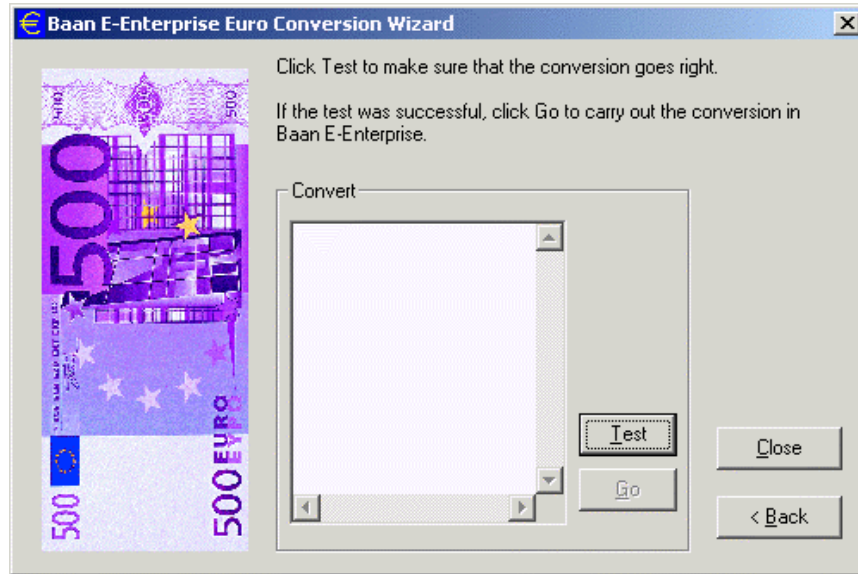 Baan E-Enterprise Euro Conversion Wizard
Click Test to make sure that the conversion goes right.
If the test was successful, click Go to carry out the conversion in
Baan E-Enterprise.
Convert
Test
Go
Close
< Back
500
500
500
500
500 EURO
ΕΥΡΩ